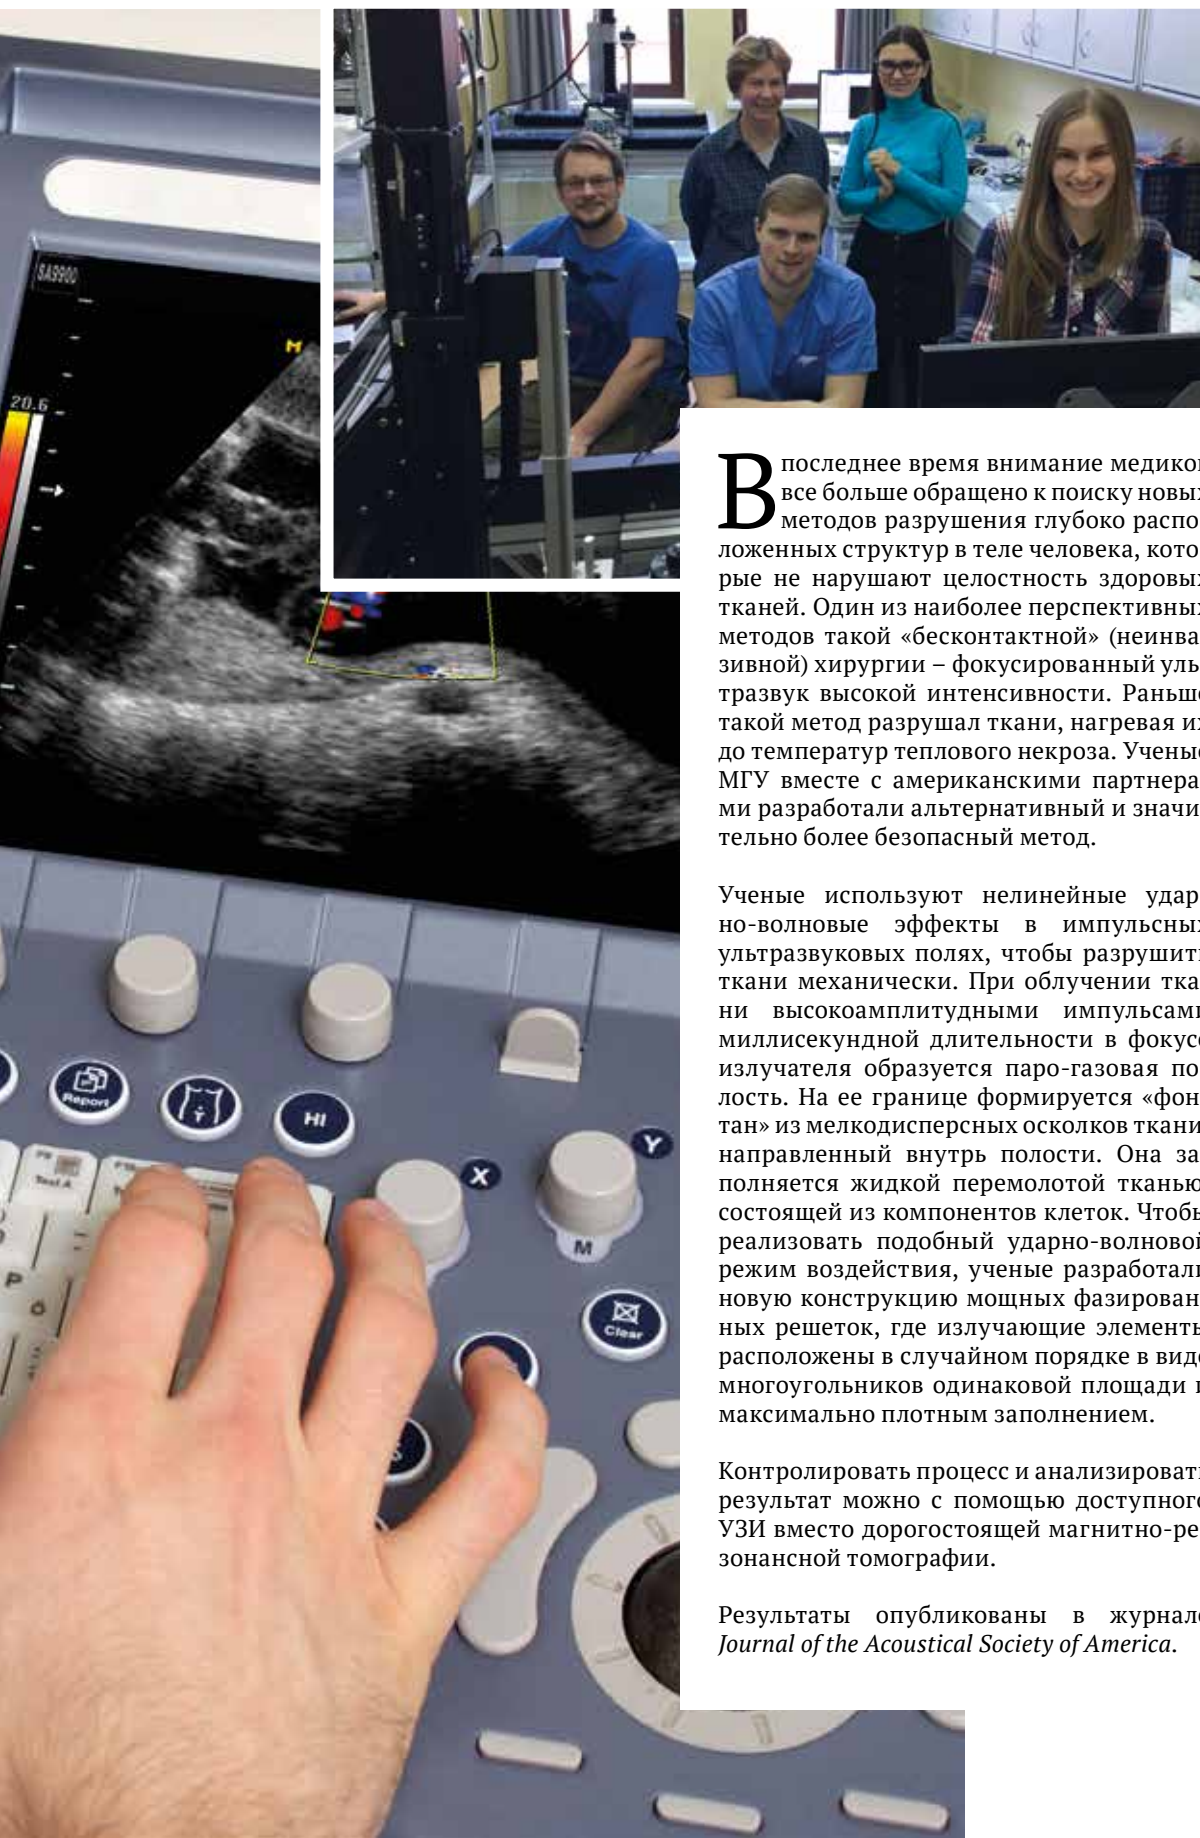 SA9900
M
20.6
В последнее время внимание медиков
все больше обращено к поиску новых
методов разрушения глубоко распо-
ложенных структур в теле человека, кото-
рые не нарушают целостность здоровых
тканей. Один из наиболее перспективных
методов такой «бесконтактной» (неинва-
зивной) хирургии – фокусированный уль-
тразвук высокой интенсивности. Раньше
такой метод разрушал ткани, нагревая их
до температур теплового некроза. Ученые
МГУ вместе с американскими партнера-
ми разработали альтернативный и значи-
тельно более безопасный метод.
Ученые используют нелинейные удар-
но-волновые эффекты в импульсных
ультразвуковых полях, чтобы разрушить
ткани механически. При облучении тка-
ни высокоамплитудными импульсами
миллисекундной длительности в фокусе
излучателя образуется паро-газовая по-
лость. На ее границе формируется «фон-
тан» из мелкодисперсных осколков ткани,
направленный внутрь полости. Она за-
полняется жидкой перемолотой тканью,
состоящей из компонентов клеток. Чтобы
реализовать подобный ударно-волновой
режим воздействия, ученые разработали
новую конструкцию мощных фазирован-
ных решеток, где излучающие элементы
расположены в случайном порядке в виде
многоугольников одинаковой площади с
максимально плотным заполнением.
Контролировать процесс и анализировать
результат можно с помощью доступного
УЗИ вместо дорогостоящей магнитно-ре-
зонансной томографии.
Результаты опубликованы в журнале
Journal of the Acoustical Society of America.
Report
HI
X
Y
M
Clear
Text A
P